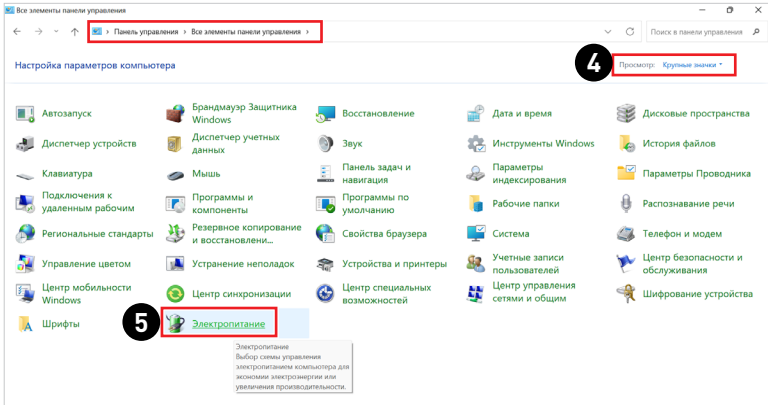 Все элементы панели управления
Панель управления › Все элементы панели управления ›
Поиск в панели управления
Настройка параметров компьютера
4
Просмотр: Крупные значки
Автозапуск
Брандмауэр Защитника
Windows
Восстановление
Дата и время
Дисковые пространства
Диспетчер устройств
Диспетчер учетных
данных
Звук
Инструменты Windows
История файлов
Клавиатура
Мышь
Панель задач и
навигация
Параметры
индексирования
Параметры Проводника
Подключения к
удаленным рабочим
Программы и
компоненты
Программы по
умолчанию
Рабочие папки
Распознавание речи
Региональные стандарты
Резервное копирование
и восстановлени...
Свойства браузера
Система
Телефон и модем
Управление цветом
Устранение неполадок
Устройства и принтеры
Учетные записи
пользователей
Центр безопасности и
обслуживания
Центр мобильности
Windows
Центр синхронизации
Центр специальных
возможностей
Центр управления
сетями и общим
Шифрование устройства
Шрифты
5
Электропитание
Электропитание
Выбор схемы управления
электропитанием компьютера для
экономии электроэнергии или
увеличения производительности.